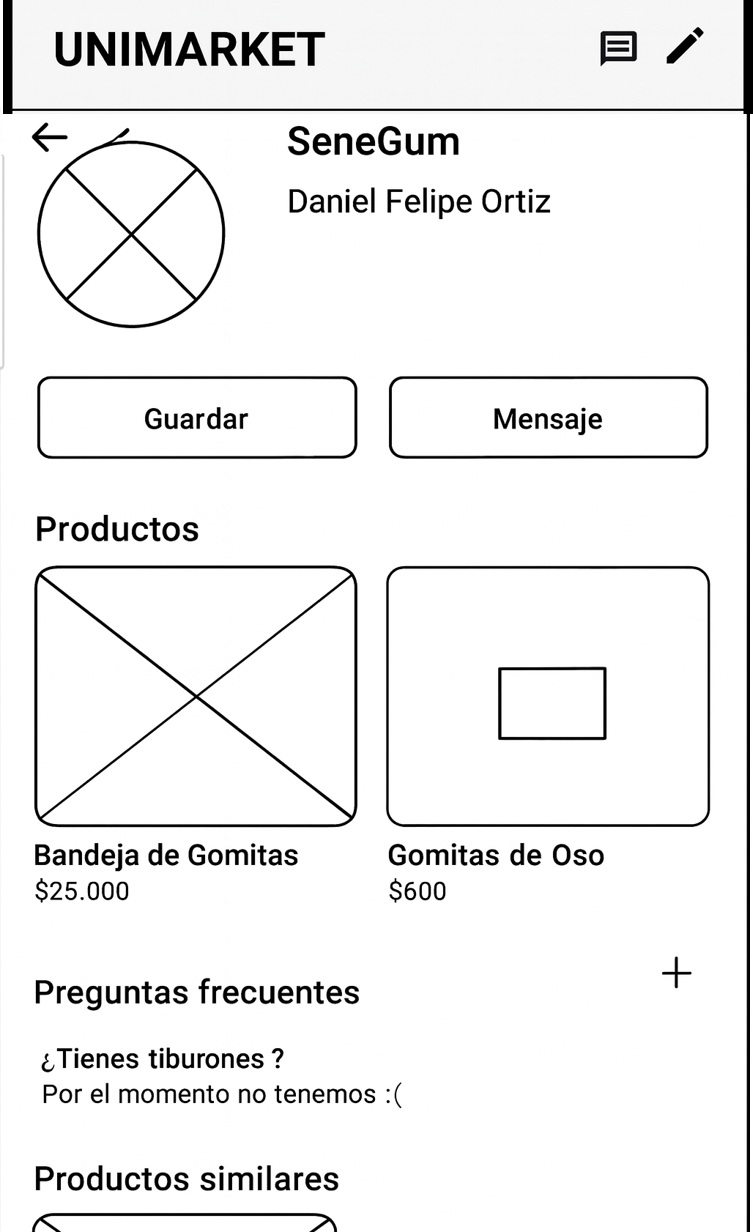 UNIMARKET
SeneGum
Daniel Felipe Ortiz
Guardar
Mensaje
Productos
Bandeja de Gomitas
$25.000
Gomitas de Oso
$600
Preguntas frecuentes
¿Tienes tiburones ?
Por el momento no tenemos :(
Productos similares